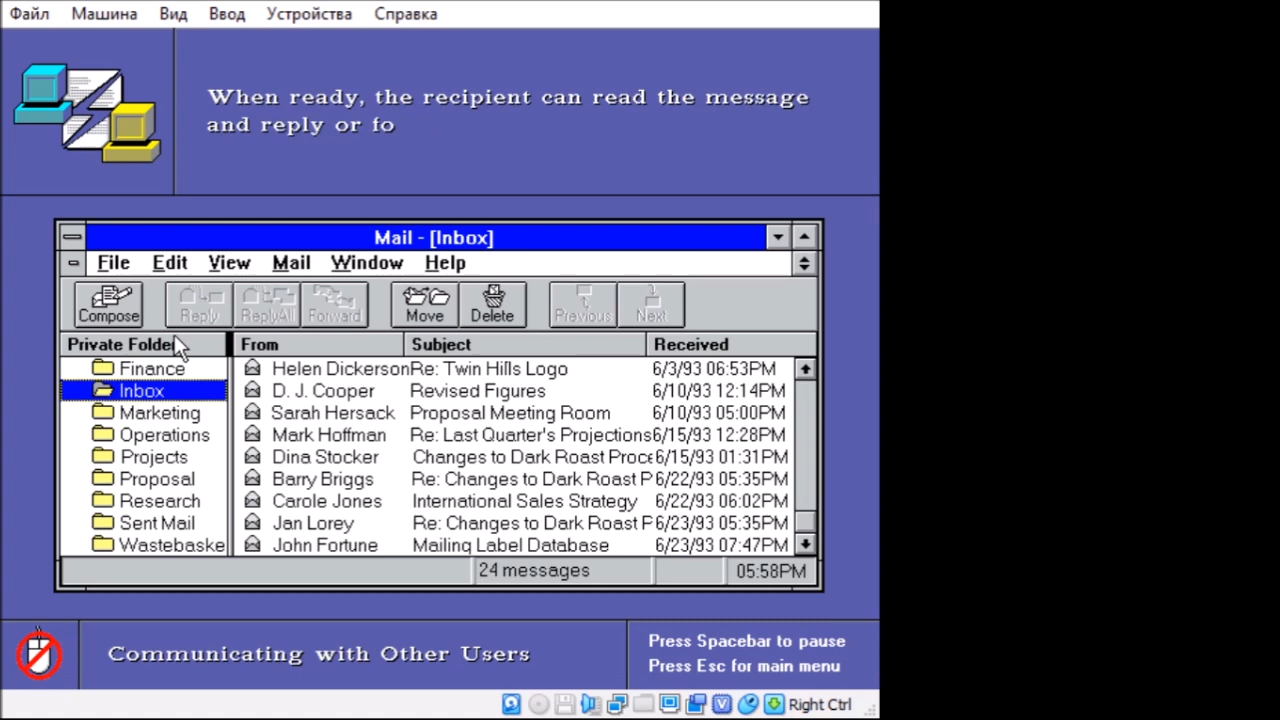 Файл Машина Вид Ввод Устройства Справка
When ready, the recipient can read the message
and reply or fo
Mail - [Inbox]
File Edit View Mail Window Help
Compose Reply ReplyAll Forward Move Delete Previous Next
Private Folde From Subject Received
Finance Helen Dickerson Re: Twin Hills Logo 6/3/93 06:53PM
Inbox D. J. Cooper Revised Figures 6/10/93 12:14PM
Marketing Sarah Hersack Proposal Meeting Room 6/10/93 05:00PM
Operations Mark Hoffman Re: Last Quarter's Projections 6/15/93 12:28PM
Projects Dina Stocker Changes to Dark Roast Proce 6/15/93 01:31PM
Proposal Barry Briggs Re: Changes to Dark Roast P 6/22/93 05:35PM
Research Carole Jones International Sales Strategy 6/22/93 06:02PM
Sent Mail Jan Lorey Re: Changes to Dark Roast P 6/23/93 05:35PM
Wastebaske John Fortune Mailing Label Database 6/23/93 07:47PM
24 messages 05:58PM
Communicating with Other Users
Press Spacebar to pause
Press Esc for main menu
Right Ctrl